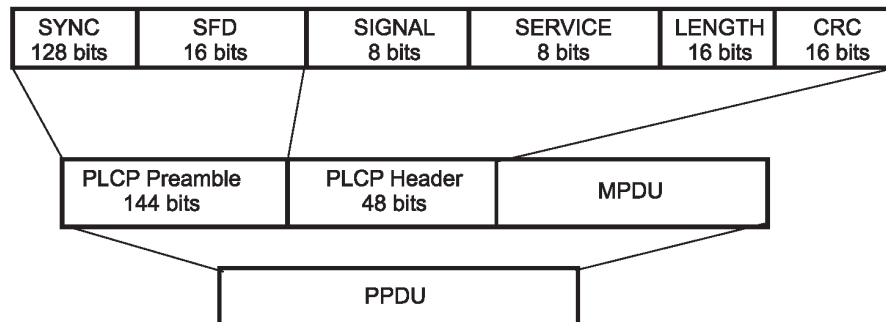 SYNC
128 bits
SFD
16 bits
SIGNAL
8 bits
SERVICE
8 bits
LENGTH
16 bits
CRC
16 bits
PLCP Preamble
144 bits
PLCP Header
48 bits
MPDU
PPDU